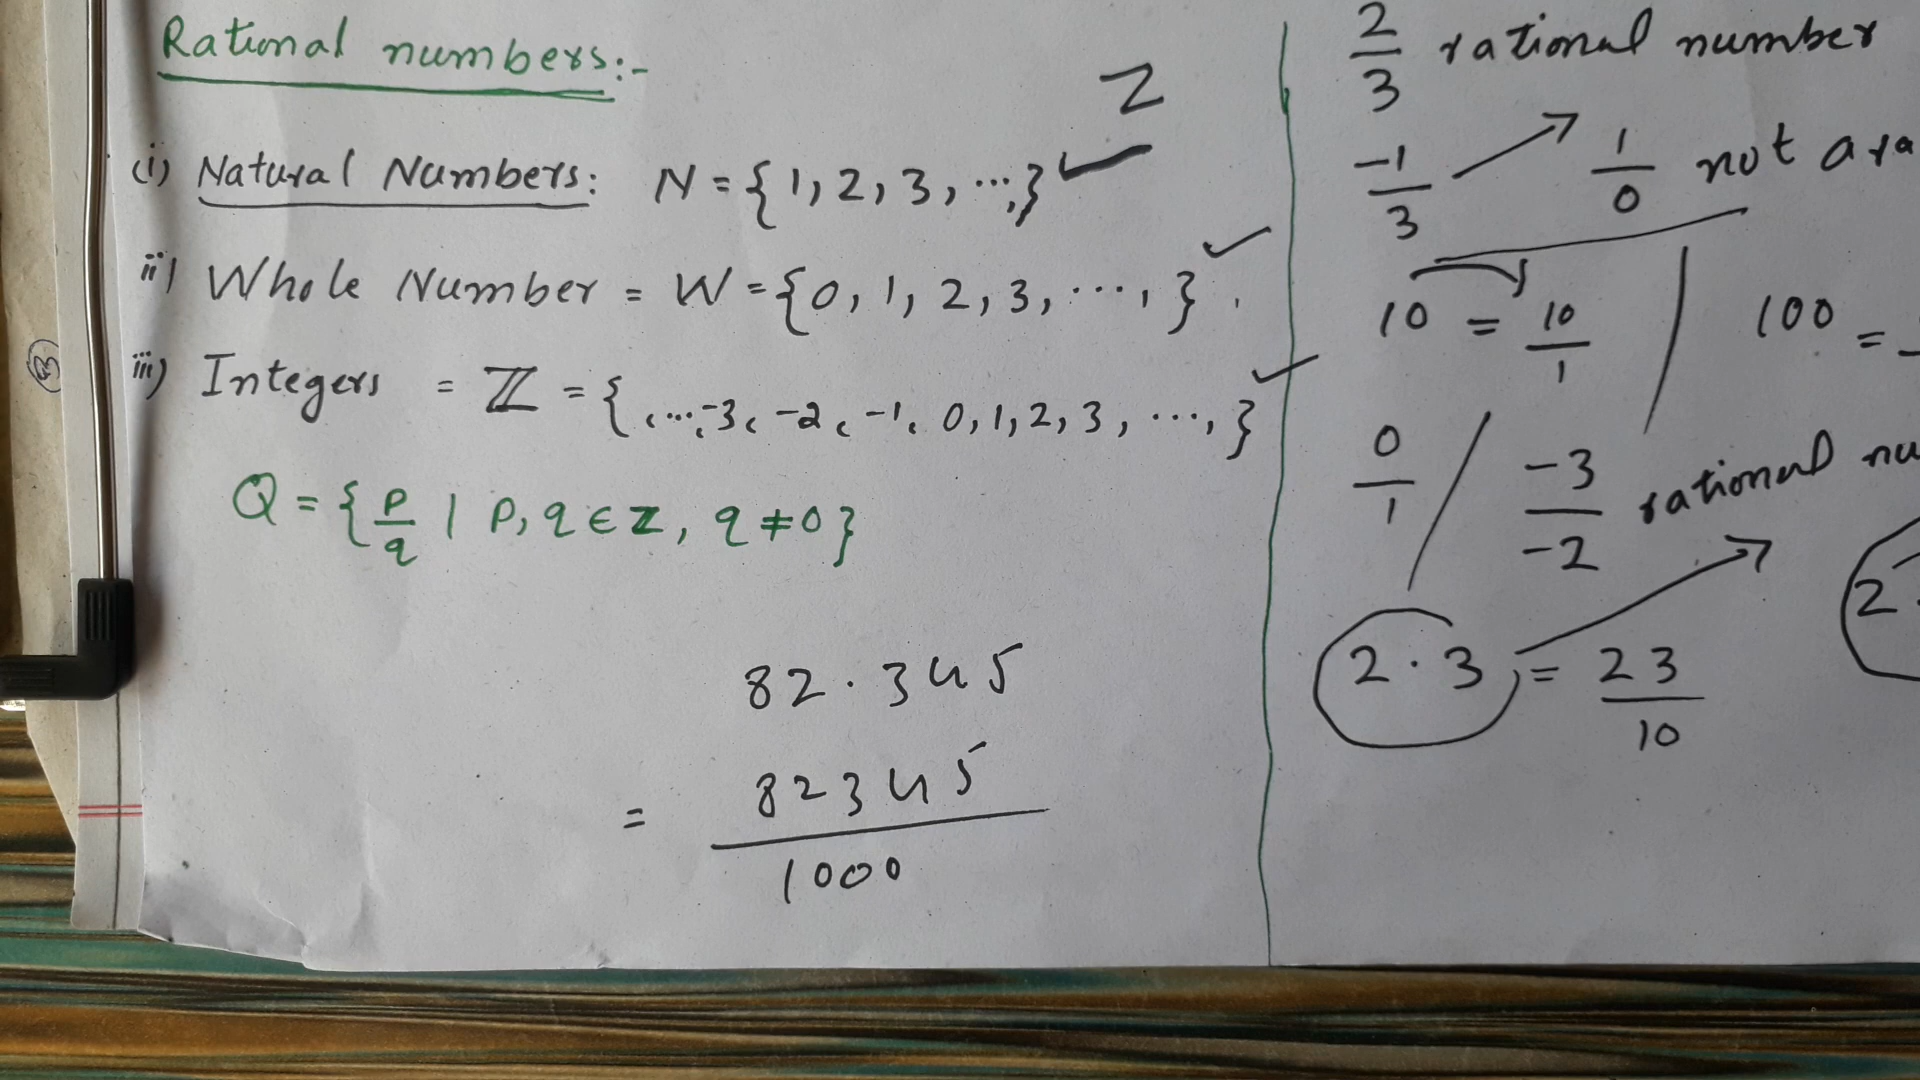 Rational numbers:-
Z
(i) Natural Numbers: N = {1, 2, 3, ...,}
ii) Whole Number = W = {0, 1, 2, 3, ...., }
iii) Integers = ℤ = {, ..., -3, -2, -1, 0, 1, 2, 3, ..., }
Q = {p/q | p, q ∈ Z, q ≠ 0}
82.345
= 82345/1000
2/3 rational number
-1/3 1/0 not a ra
10 = 10/1 100 =
0/1 -3/-2 rational nu
2.3 = 23/10 2.